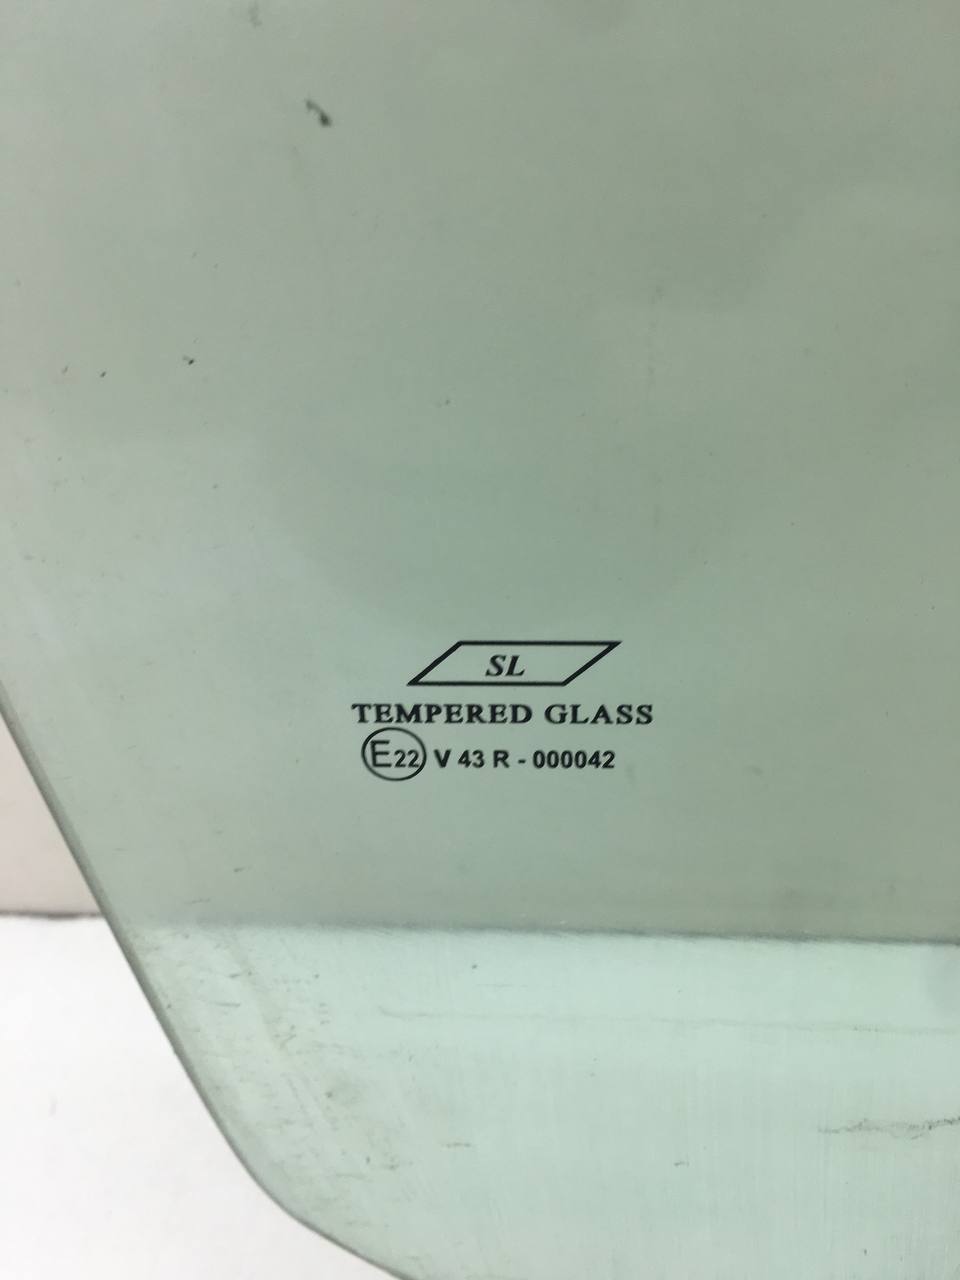 SL
TEMPERED GLASS
E22 V 43 R - 000042